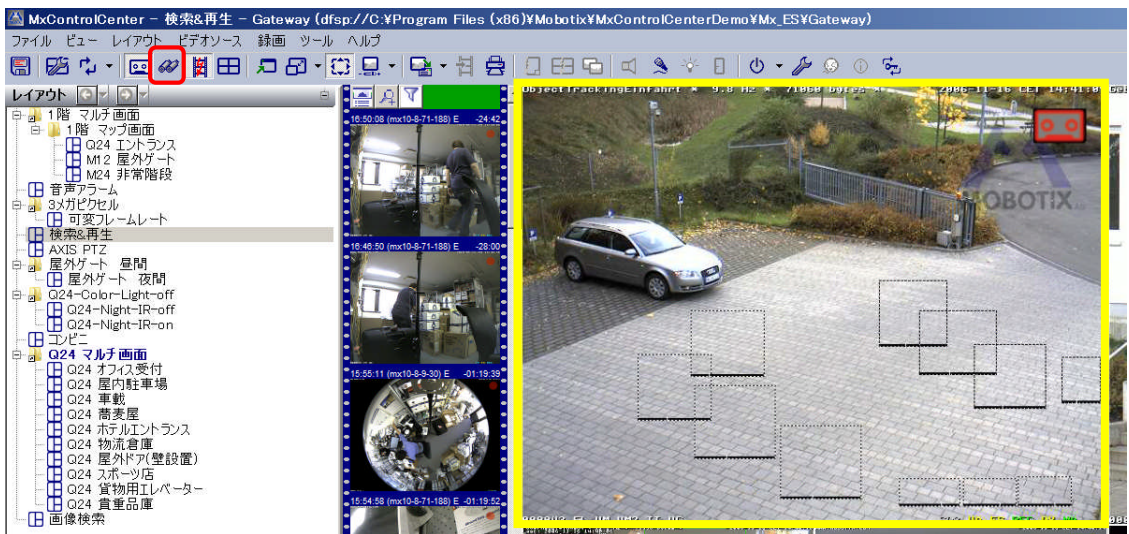 MxControlCenter - 検索&再生 - Gateway (dfsp://C:¥Program Files (x86)¥Mobotix¥MxControlCenterDemo¥Mx_ES¥Gateway)
ファイル ビュー レイアウト ビデオソース 録画 ツール ヘルプ
レイアウト
1階 マルチ画面
1階 マップ画面
Q24 エントランス
M12 屋外ゲート
M24 非常階段
音声アラーム
3メガピクセル
可変フレームレート
検索&再生
AXIS PTZ
屋外ゲート 昼間
屋外ゲート 夜間
Q24-Color-Light-off
Q24-Night-IR-off
Q24-Night-IR-on
コンビニ
Q24 マルチ画面
Q24 オフィス受付
Q24 屋内駐車場
Q24 車載
Q24 蕎麦屋
Q24 ホテルエントランス
Q24 物流倉庫
Q24 屋外ドア(壁設置)
Q24 スポーツ店
Q24 貨物用エレベーター
Q24 貴重品庫
画像検索
16:50:08 (mx10-8-71-188) E -24:42
16:46:50 (mx10-8-71-188) E -28:00
15:55:11 (mx10-8-9-30) E -01:19:39
15:54:58 (mx10-8-71-188) E -01:19:52
ObjectTrackingEinfahrt * 9.8 Hz * 71060 bytes * 2006-11-16 CET 14:41:0
MOBOTIX